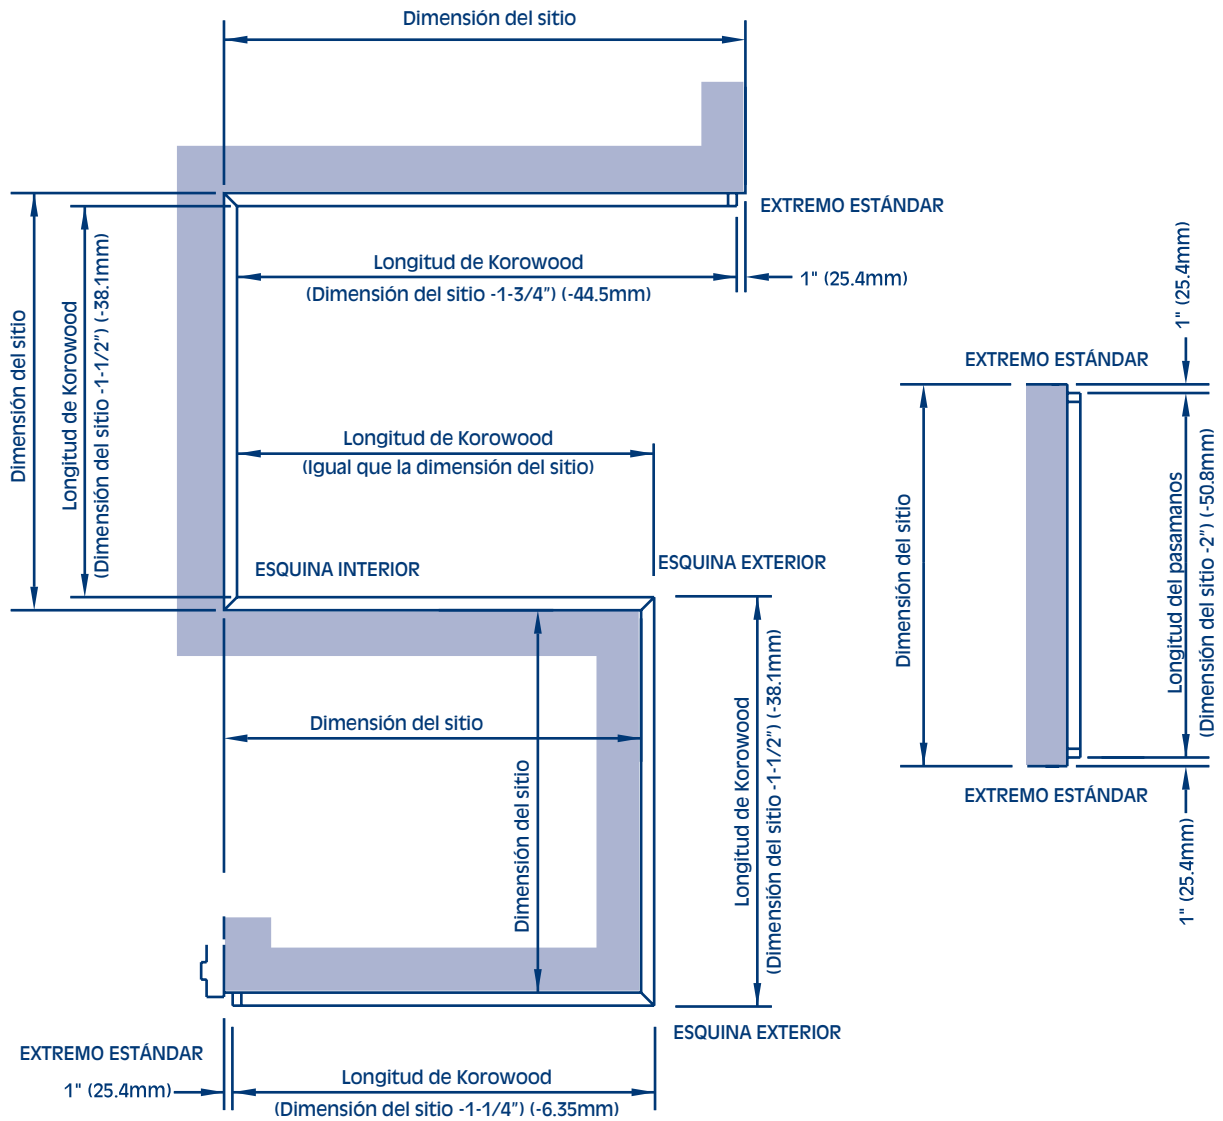 Dimensión del sitio
EXTREMO ESTÁNDAR
Longitud de Korowood
(Dimensión del sitio -1-3/4”) (-44.5mm)
1" (25.4mm)
Dimensión del sitio
Longitud de Korowood
(Dimensión del sitio -1-1/2”) (-38.1mm)
Longitud de Korowood
(Igual que la dimensión del sitio)
ESQUINA INTERIOR
ESQUINA EXTERIOR
Dimensión del sitio
Dimensión del sitio
Longitud de Korowood
(Dimensión del sitio -1-1/2”) (-38.1mm)
ESQUINA EXTERIOR
EXTREMO ESTÁNDAR
1" (25.4mm)
Longitud de Korowood
(Dimensión del sitio -1-1/4”) (-6.35mm)
1" (25.4mm)
EXTREMO ESTÁNDAR
Dimensión del sitio
Longitud del pasamanos
(Dimensión del sitio -2”) (-50.8mm)
EXTREMO ESTÁNDAR
1" (25.4mm)